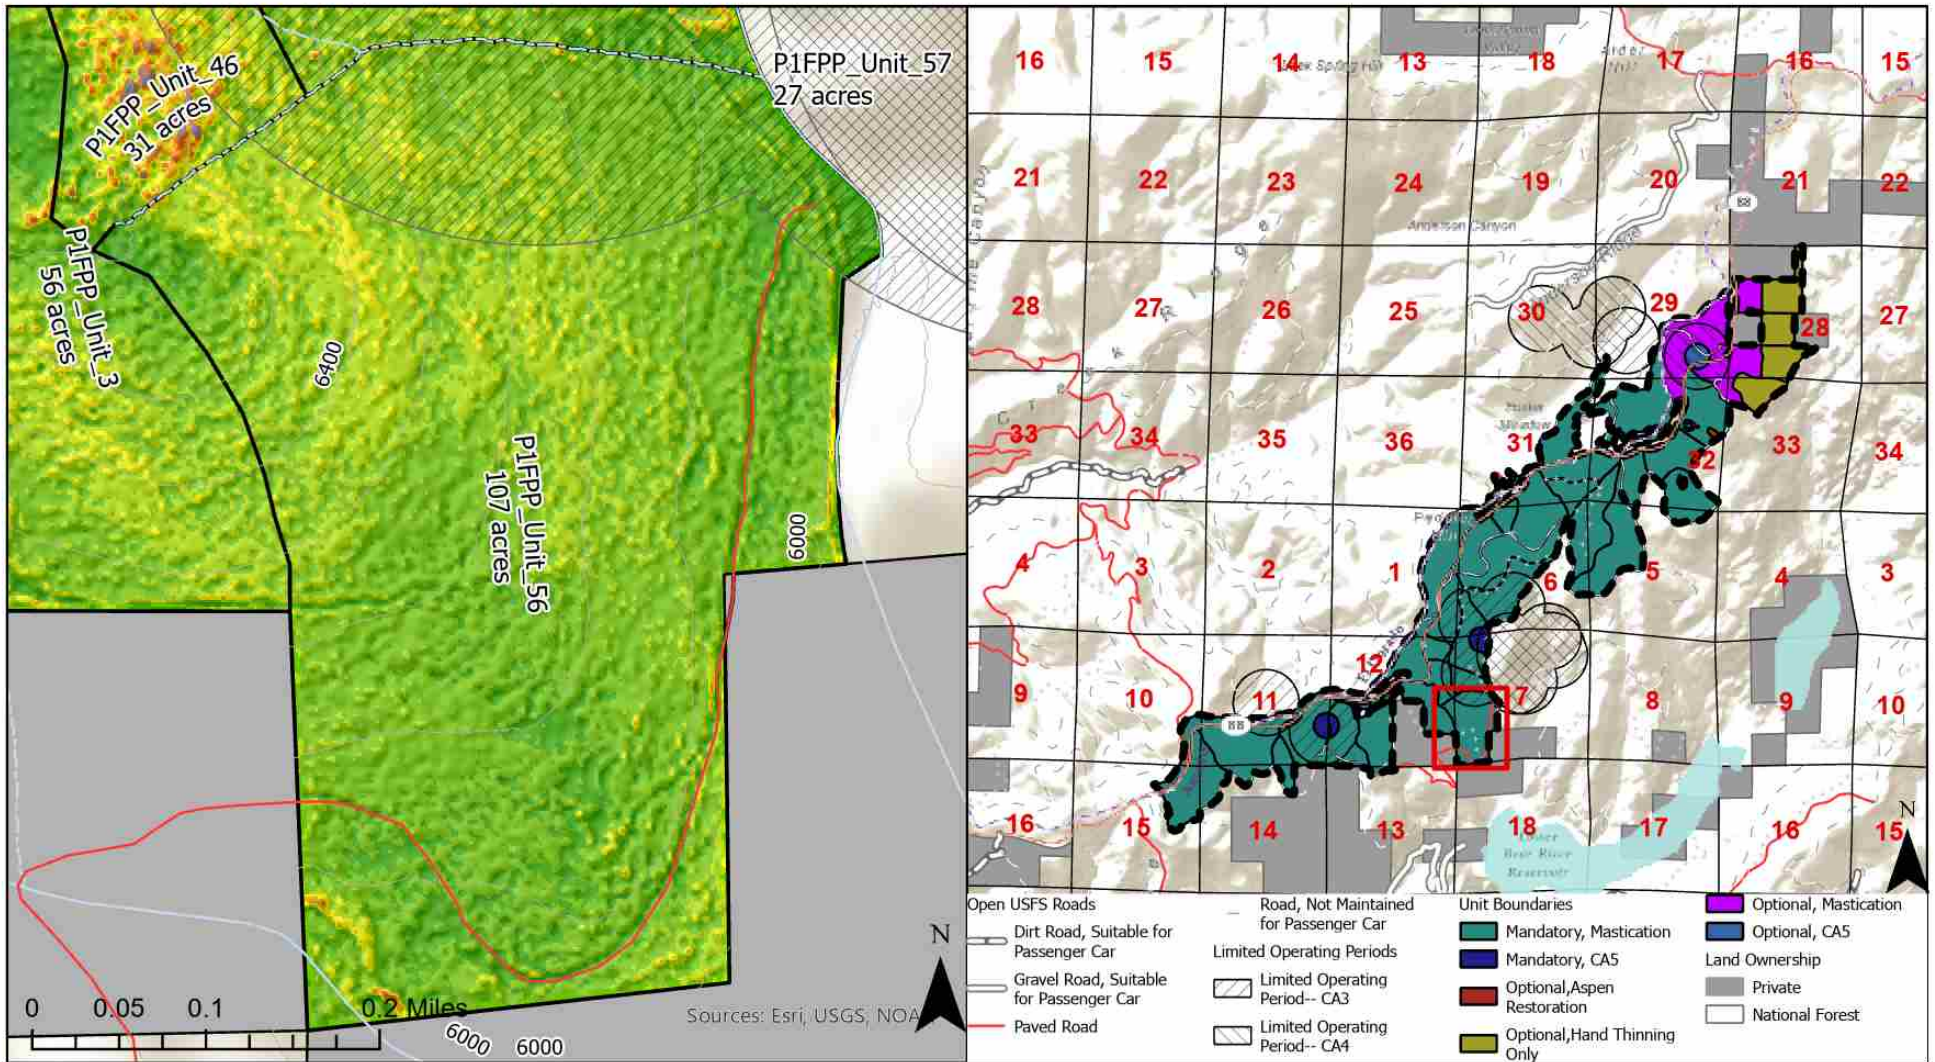 P1FPP_Unit_46
31 acres
P1FPP_Unit_57
27 acres
P1FPP_Unit_3
56 acres
6400
P1FPP_Unit_56
107 acres
6000
0 0.05 0.1 0.2 Miles
6000
6000
Sources: Esri, USGS, NOA
N
16 15 14 13 18 17 16 15
21 22 23 24 19 20 21 22
88
Anderson Canyon
28 27 26 25 30 29 28 27
33 34 35 36 31 32 33 34
4 3 2 1 6 5 4 3
9 10 11 12 7 8 9 10
88
16 15 14 13 18 17 16 15
Lower
Bear River
Reservoir
N
Open USFS Roads
Dirt Road, Suitable for
Passenger Car
Gravel Road, Suitable
for Passenger Car
Paved Road
Road, Not Maintained
for Passenger Car
Limited Operating Periods
Limited Operating
Period-- CA3
Limited Operating
Period-- CA4
Unit Boundaries
Mandatory, Mastication
Mandatory, CA5
Optional,Aspen
Restoration
Optional,Hand Thinning
Only
Optional, Mastication
Optional, CA5
Land Ownership
Private
National Forest